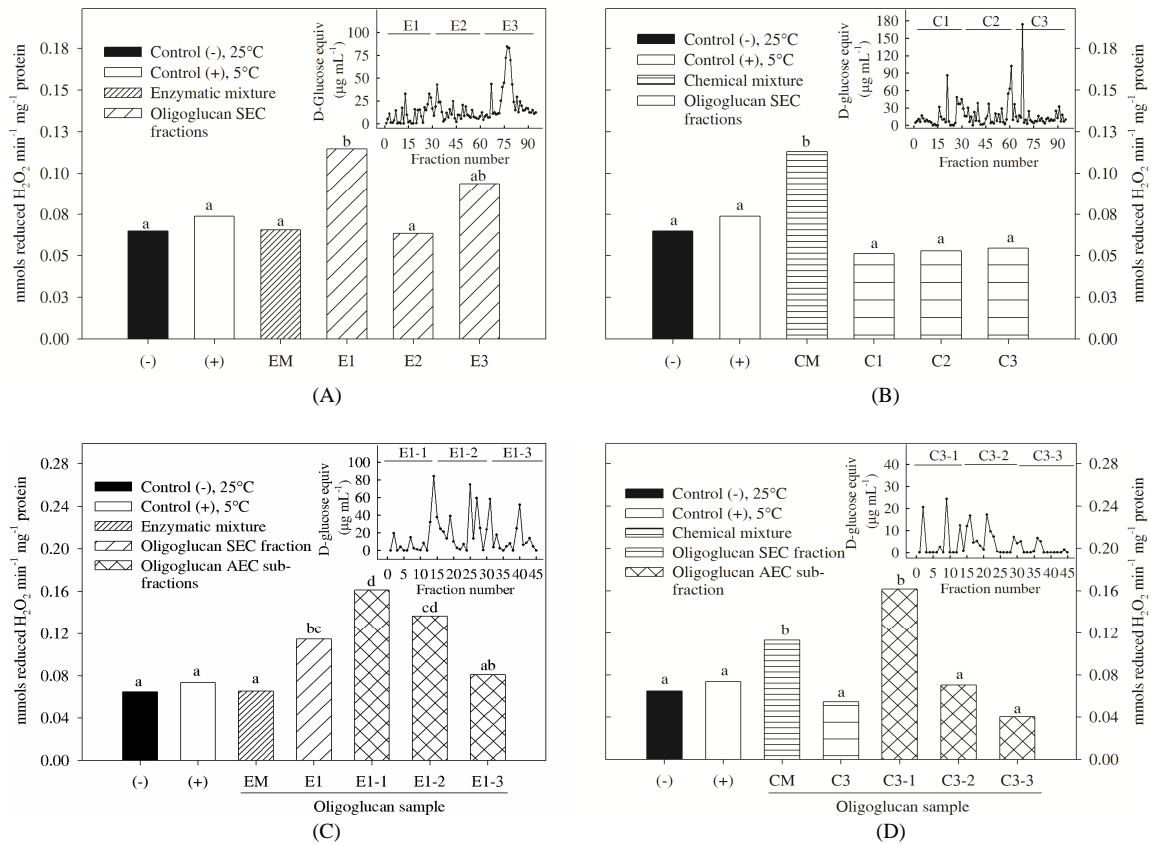 mmols reduced H₂O₂ min⁻¹ mg⁻¹ protein
0.18
0.15
0.13
0.10
0.08
0.05
0.03
0.00
Control (-), 25°C
Control (+), 5°C
Enzymatic mixture
Oligoglucan SEC
fractions
D-Glucose equiv
(µg mL⁻¹)
100
75
50
25
0
E1 E2 E3
0 15 30 45 60 75 90
Fraction number
a a a b a ab
(-) (+) EM E1 E2 E3
(A)
Control (-), 25°C
Control (+), 5°C
Chemical mixture
Oligoglucan SEC
fractions
D-glucose equiv
(µg mL⁻¹)
180
150
120
90
60
30
0
C1 C2 C3
0 15 30 45 60 75 90
Fraction number
a a b a a a
(-) (+) CM C1 C2 C3
0.18
0.15
0.13
0.10
0.08
0.05
0.03
0.00
mmols reduced H₂O₂ min⁻¹ mg⁻¹ protein
(B)
mmols reduced H₂O₂ min⁻¹ mg⁻¹ protein
0.28
0.24
0.20
0.16
0.12
0.08
0.04
0.00
Control (-), 25°C
Control (+), 5°C
Enzymatic mixture
Oligoglucan SEC fraction
Oligoglucan AEC sub-
fractions
D-glucose equiv
(µg mL⁻¹)
100
80
60
40
20
0
E1-1 E1-2 E1-3
0 5 10 15 20 25 30 35 40 45
Fraction number
a a a bc d cd ab
(-) (+) EM E1 E1-1 E1-2 E1-3
Oligoglucan sample
(C)
Control (-), 25°C
Control (+), 5°C
Chemical mixture
Oligoglucan SEC fraction
Oligoglucan AEC sub-
fraction
D-glucose equiv
(µg mL⁻¹)
40
30
20
10
0
C3-1 C3-2 C3-3
0 5 10 15 20 25 30 35 40 45
Fraction number
a a b a b a a
(-) (+) CM C3 C3-1 C3-2 C3-3
Oligoglucan sample
0.28
0.24
0.20
0.16
0.12
0.08
0.04
0.00
mmols reduced H₂O₂ min⁻¹ mg⁻¹ protein
(D)